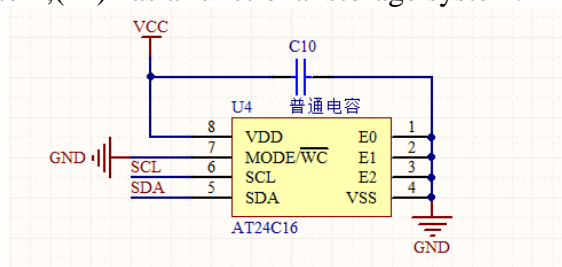 VCC
C10
普通电容
U4
8 VDD E0 1
GND 7 MODE/WC E1 2
SCL 6 SCL E2 3
SDA 5 SDA VSS 4
AT24C16
GND